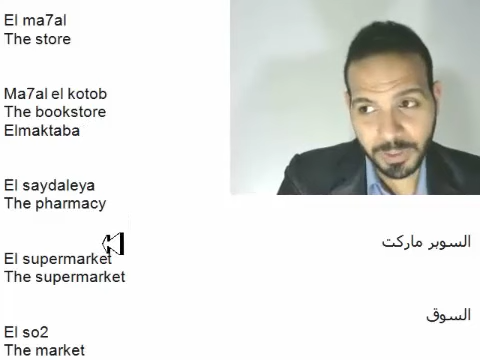 El ma7al
The store
Ma7al el kotob
The bookstore
Elmaktaba
El saydaleya
The pharmacy
السوبر ماركت
El supermarket
The supermarket
السوق
El so2
The market